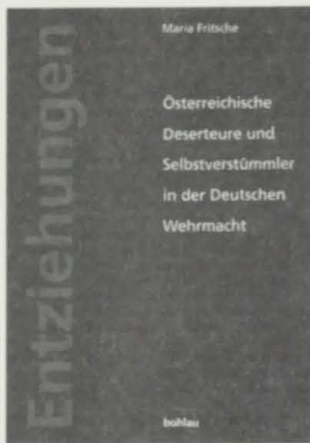 Maria Fritsche
Entziehungen
Österreichische
Deserteure und
Selbstverstümmler
in der Deutschen
Wehrmacht
böhlau